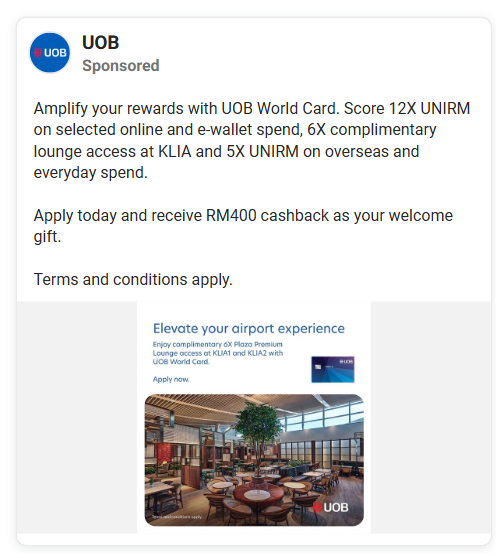 UOB
UOB
Sponsored
Amplify your rewards with UOB World Card. Score 12X UNIRM
on selected online and e-wallet spend, 6X complimentary
lounge access at KLIA and 5X UNIRM on overseas and
everyday spend.
Apply today and receive RM400 cashback as your welcome
gift.
Terms and conditions apply.
Elevate your airport experience
Enjoy complimentary 6X Plaza Premium
Lounge access at KLIA1 and KLIA2 with
UOB World Card.
UOB
Apply now.
Terms and conditions apply.
UOB